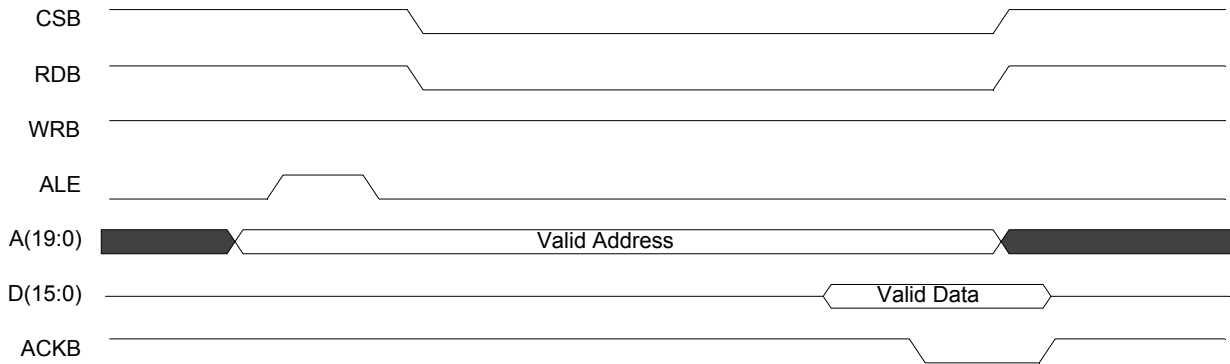 CSB
RDB
WRB
ALE
A(19:0)
Valid Address
D(15:0)
Valid Data
ACKB